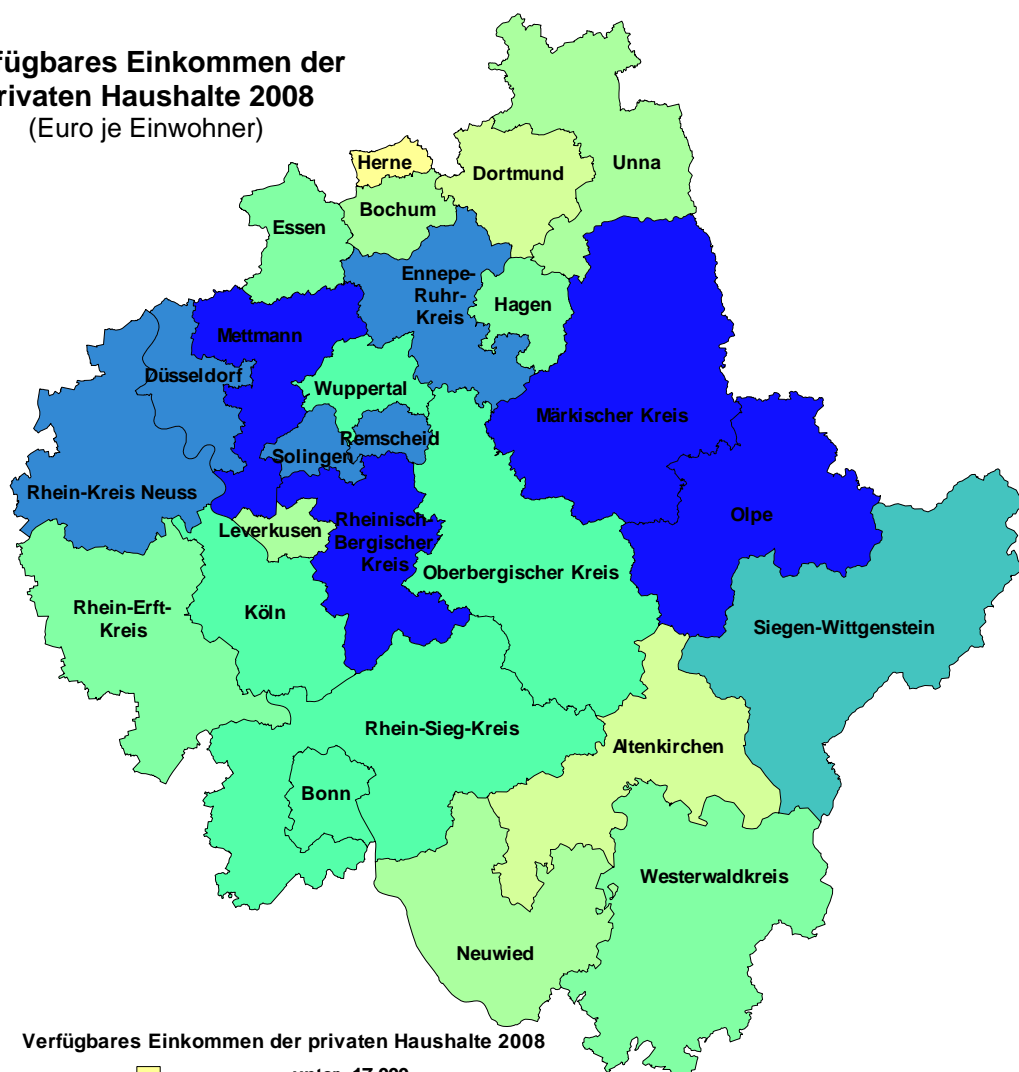 fügbares Einkommen der
rivaten Haushalte 2008
(Euro je Einwohner)
Herne
Dortmund
Unna
Bochum
Essen
Ennepe-
Ruhr-
Kreis
Hagen
Mettmann
Düsseldorf
Wuppertal
Märkischer Kreis
Remscheid
Solingen
Rhein-Kreis Neuss
Leverkusen
Rheinisch-
Bergischer
Kreis
Olpe
Oberbergischer Kreis
Rhein-Erft-
Kreis
Köln
Siegen-Wittgenstein
Rhein-Sieg-Kreis
Altenkirchen
Bonn
Westerwaldkreis
Neuwied
Verfügbares Einkommen der privaten Haushalte 2008